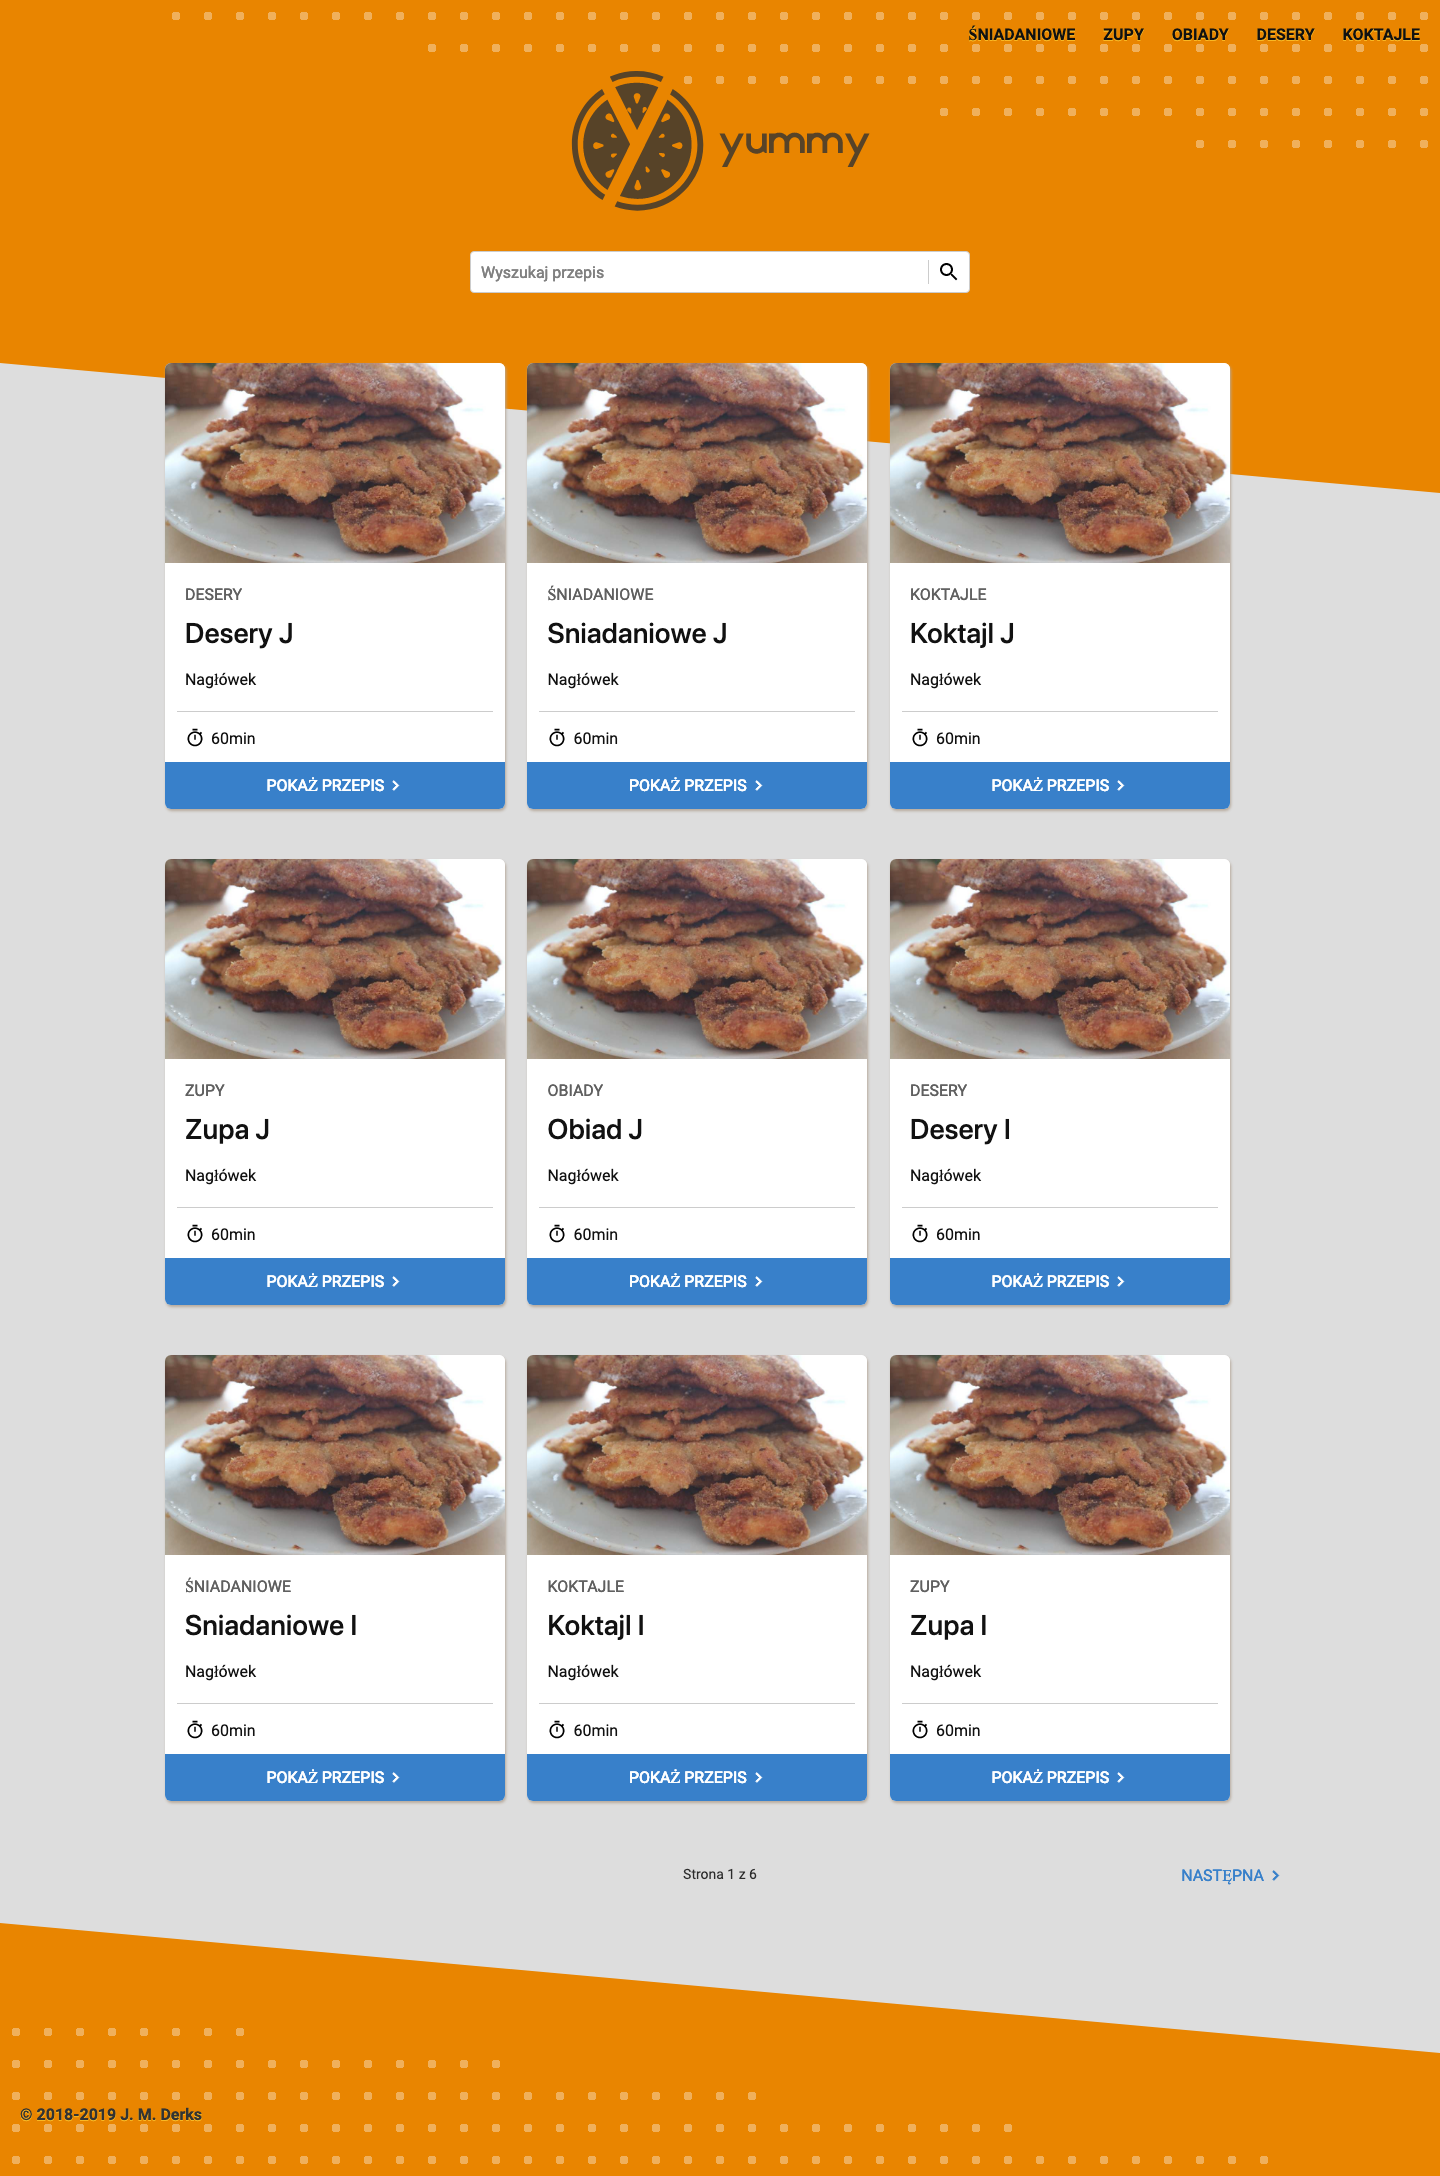 ŚNIADANIOWE ZUPY OBIADY DESERY KOKTAJLE
yummy
Wyszukaj przepis
DESERY
Desery J
Nagłówek
60min
POKAŻ PRZEPIS
ŚNIADANIOWE
Sniadaniowe J
Nagłówek
60min
POKAŻ PRZEPIS
KOKTAJLE
Koktajl J
Nagłówek
60min
POKAŻ PRZEPIS
ZUPY
Zupa J
Nagłówek
60min
POKAŻ PRZEPIS
OBIADY
Obiad J
Nagłówek
60min
POKAŻ PRZEPIS
DESERY
Desery I
Nagłówek
60min
POKAŻ PRZEPIS
ŚNIADANIOWE
Sniadaniowe I
Nagłówek
60min
POKAŻ PRZEPIS
KOKTAJLE
Koktajl I
Nagłówek
60min
POKAŻ PRZEPIS
ZUPY
Zupa I
Nagłówek
60min
POKAŻ PRZEPIS
Strona 1 z 6
NASTĘPNA
© 2018-2019 J. M. Derks